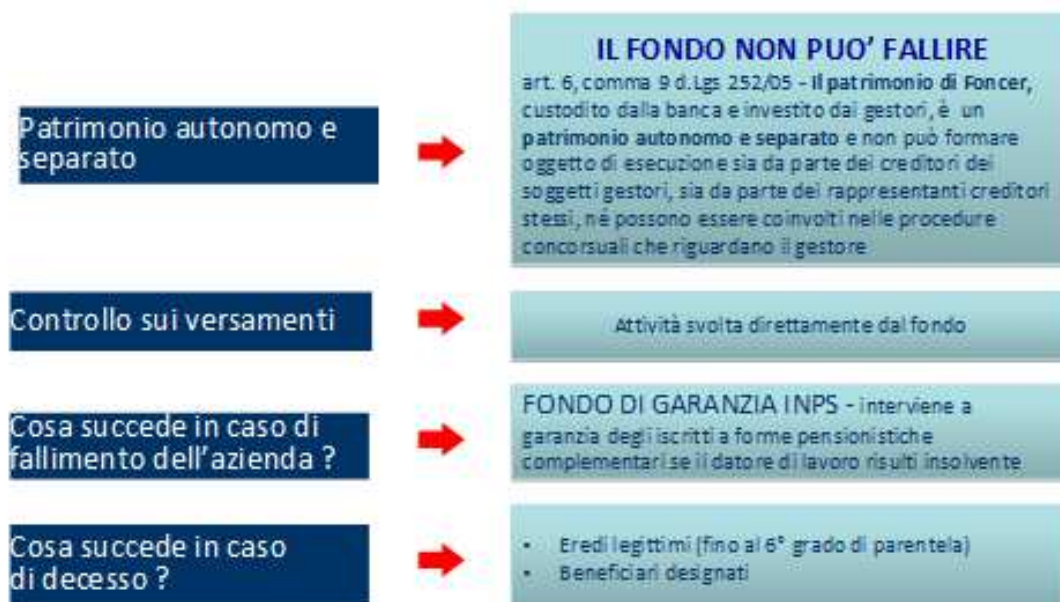 Patrimonio autonomo e
separato
IL FONDO NON PUO' FALLIRE
art. 6, comma 9 d.Lgs 252/05 - Il patrimonio di Foncer,
custodito dalla banca e investito dai gestori, è un
patrimonio autonomo e separato e non può formare
oggetto di esecuzione sia da parte dei creditori dei
soggetti gestori, sia da parte dei rappresentanti creditori
stessi, né possono essere coinvolti nelle procedure
concorsuali che riguardano il gestore
Controllo sui versamenti
Attività svolta direttamente dal fondo
Cosa succede in caso di
fallimento dell'azienda ?
FONDO DI GARANZIA INPS - interviene a
garanzia degli iscritti a forme pensionistiche
complementari se il datore di lavoro risulti insolvente
Cosa succede in caso
di decesso ?
• Eredi legittimi (fino al 6° grado di parentela)
• Beneficiari designati